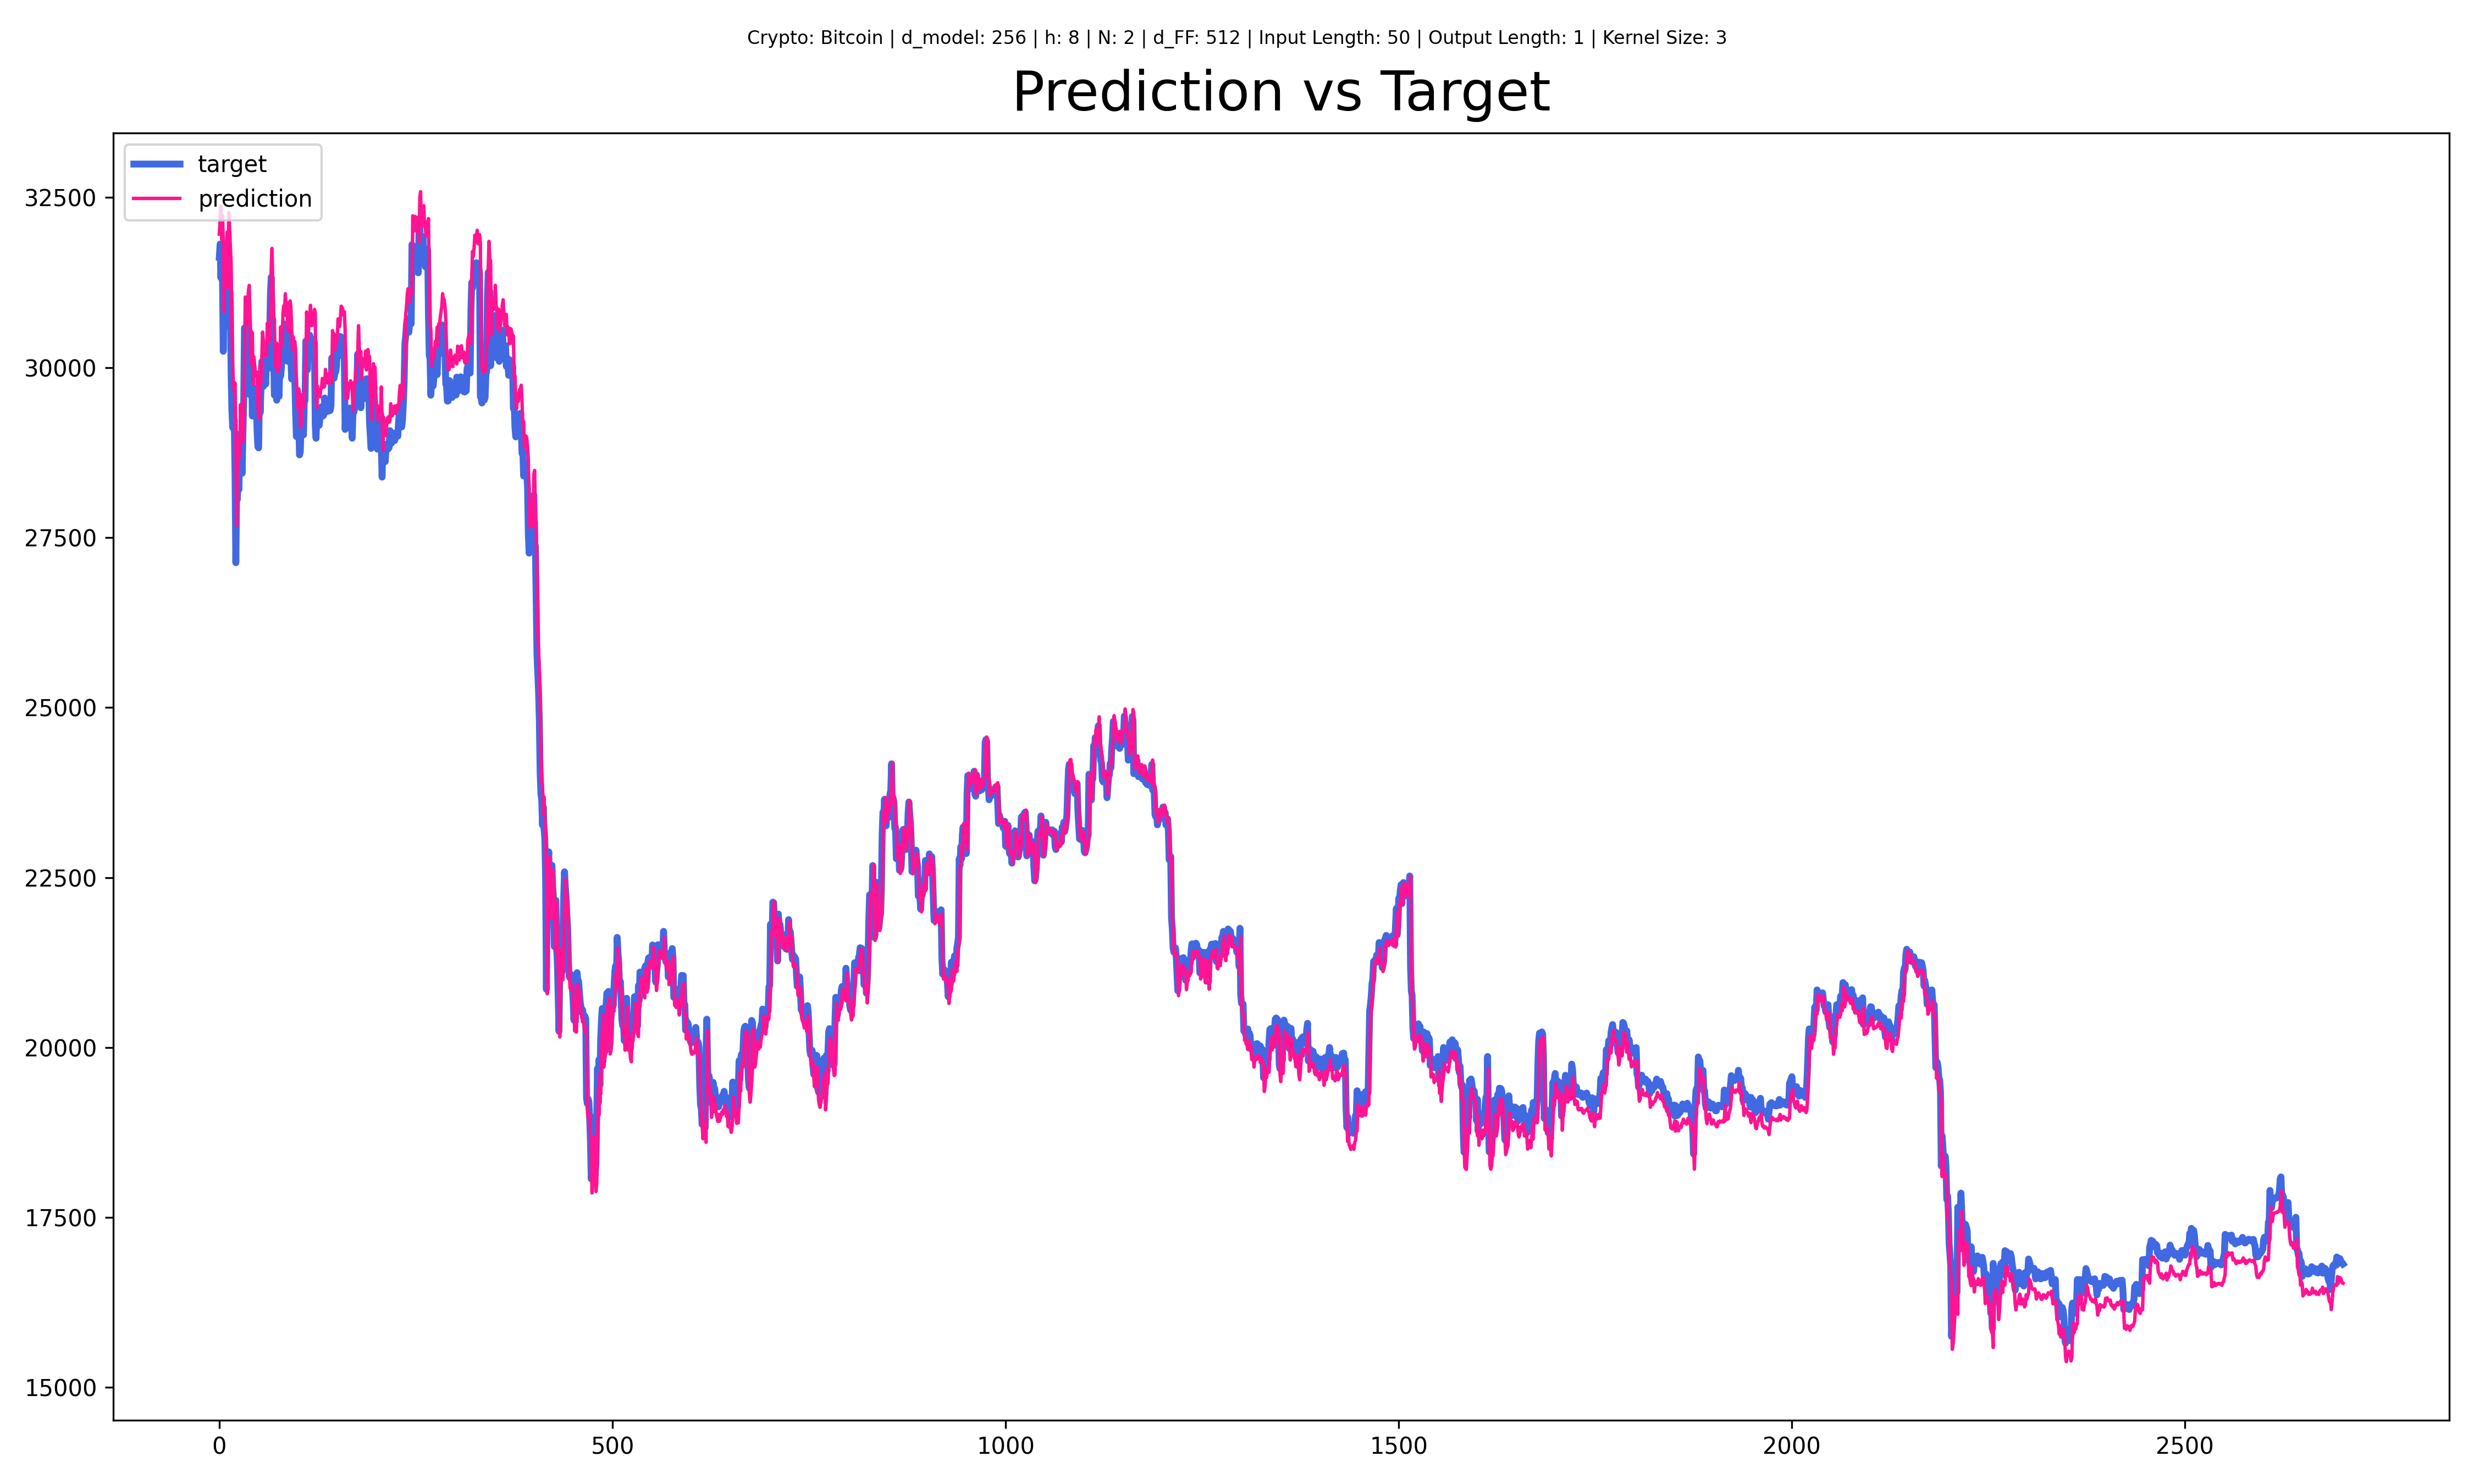 Crypto: Bitcoin | d_model: 256 | h: 8 | N: 2 | d_FF: 512 | Input Length: 50 | Output Length: 1 | Kernel Size: 3
Prediction vs Target
target
prediction
32500
30000
27500
25000
22500
20000
17500
15000
0 500 1000 1500 2000 2500